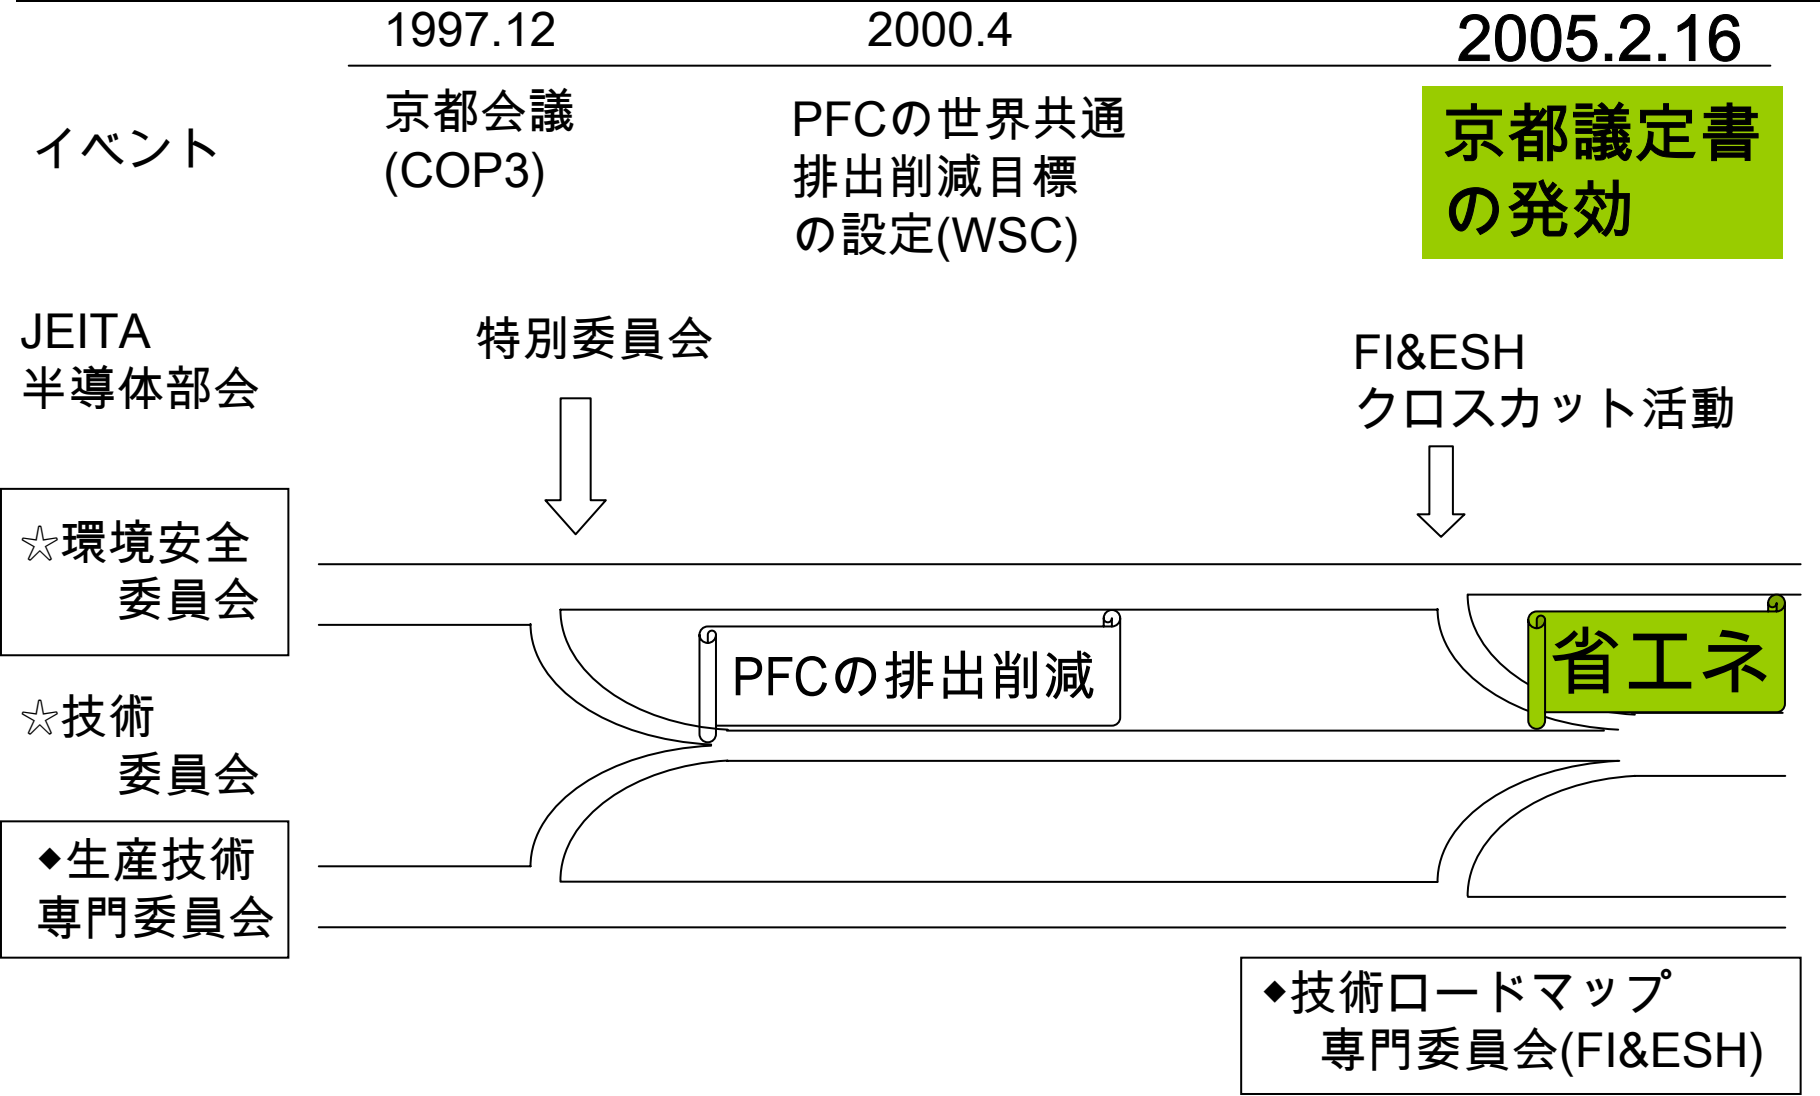 1997.12
2000.4
2005.2.16
イベント
京都会議
(COP3)
PFCの世界共通
排出削減目標
の設定(WSC)
京都議定書
の発効
JEITA
半導体部会
特別委員会
FI&ESH
クロスカット活動
☆環境安全
委員会
PFCの排出削減
省エネ
☆技術
委員会
◆生産技術
専門委員会
◆技術ロードマップ
専門委員会(FI&ESH)